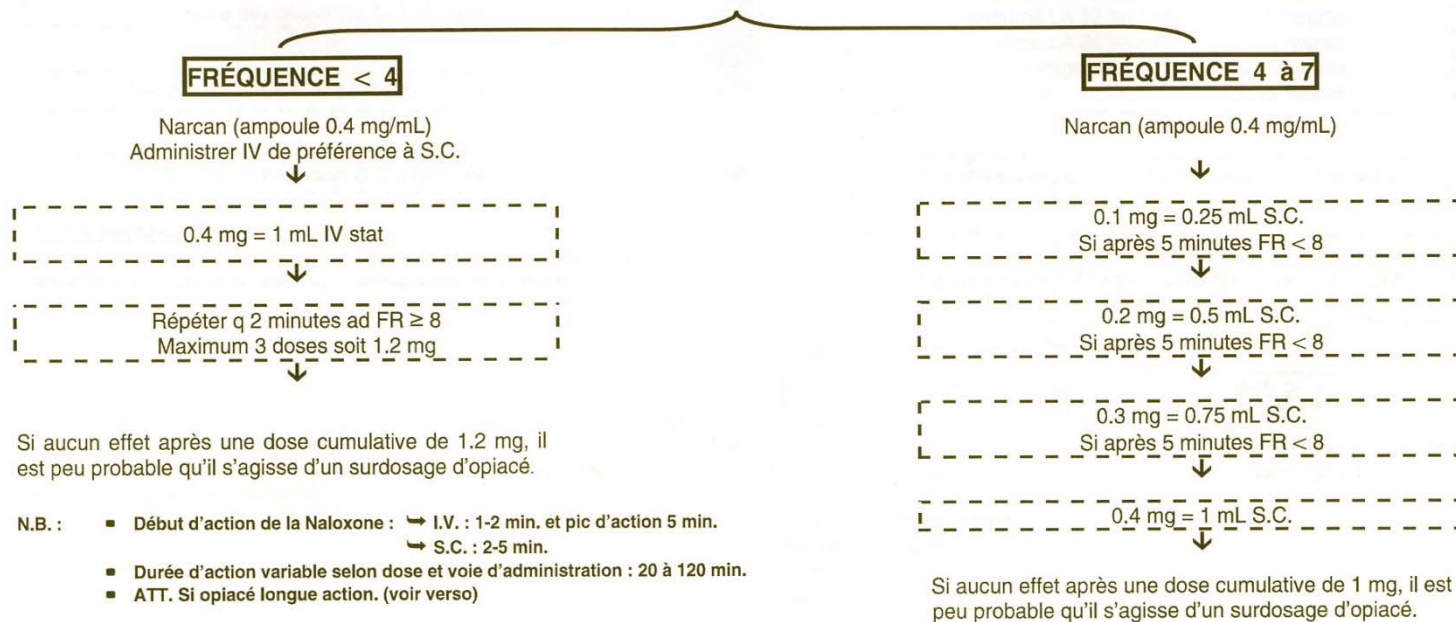 FRÉQUENCE < 4
Narcan (ampoule 0.4 mg/mL)
Administrer IV de préférence à S.C.
0.4 mg = 1 mL IV stat
Répéter q 2 minutes ad FR ≥ 8
Maximum 3 doses soit 1.2 mg
Si aucun effet après une dose cumulative de 1.2 mg, il
est peu probable qu'il s'agisse d'un surdosage d'opiacé.
N.B. : ▪ Début d'action de la Naloxone : ↪ I.V. : 1-2 min. et pic d'action 5 min.
↪ S.C. : 2-5 min.
▪ Durée d'action variable selon dose et voie d'administration : 20 à 120 min.
▪ ATT. Si opiacé longue action. (voir verso)
FRÉQUENCE 4 à 7
Narcan (ampoule 0.4 mg/mL)
0.1 mg = 0.25 mL S.C.
Si après 5 minutes FR < 8
0.2 mg = 0.5 mL S.C.
Si après 5 minutes FR < 8
0.3 mg = 0.75 mL S.C.
Si après 5 minutes FR < 8
0.4 mg = 1 mL S.C.
Si aucun effet après une dose cumulative de 1 mg, il est
peu probable qu'il s'agisse d'un surdosage d'opiacé.